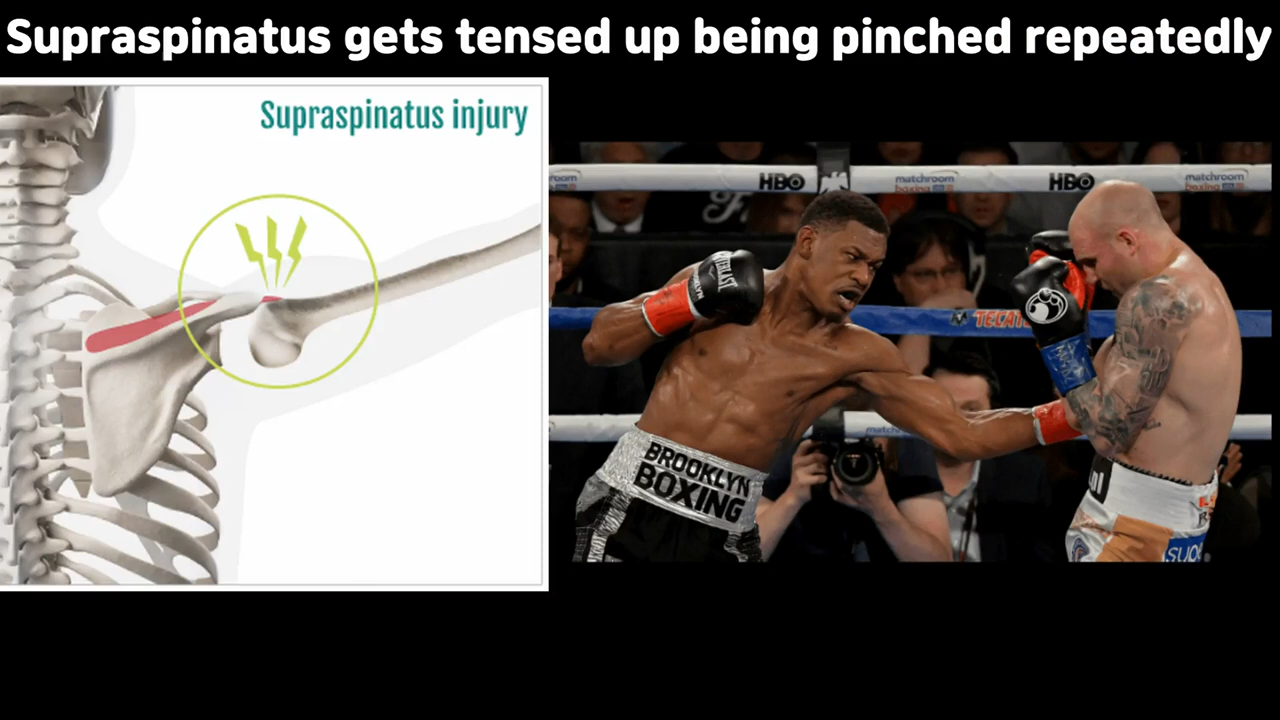 Supraspinatus gets tensed up being pinched repeatedly
Supraspinatus injury
HBO
matchroom
boxing
HBO
matchroom
boxing
EVERLAST
BROOKLYN
TECATE
BROOKLYN
BOXING